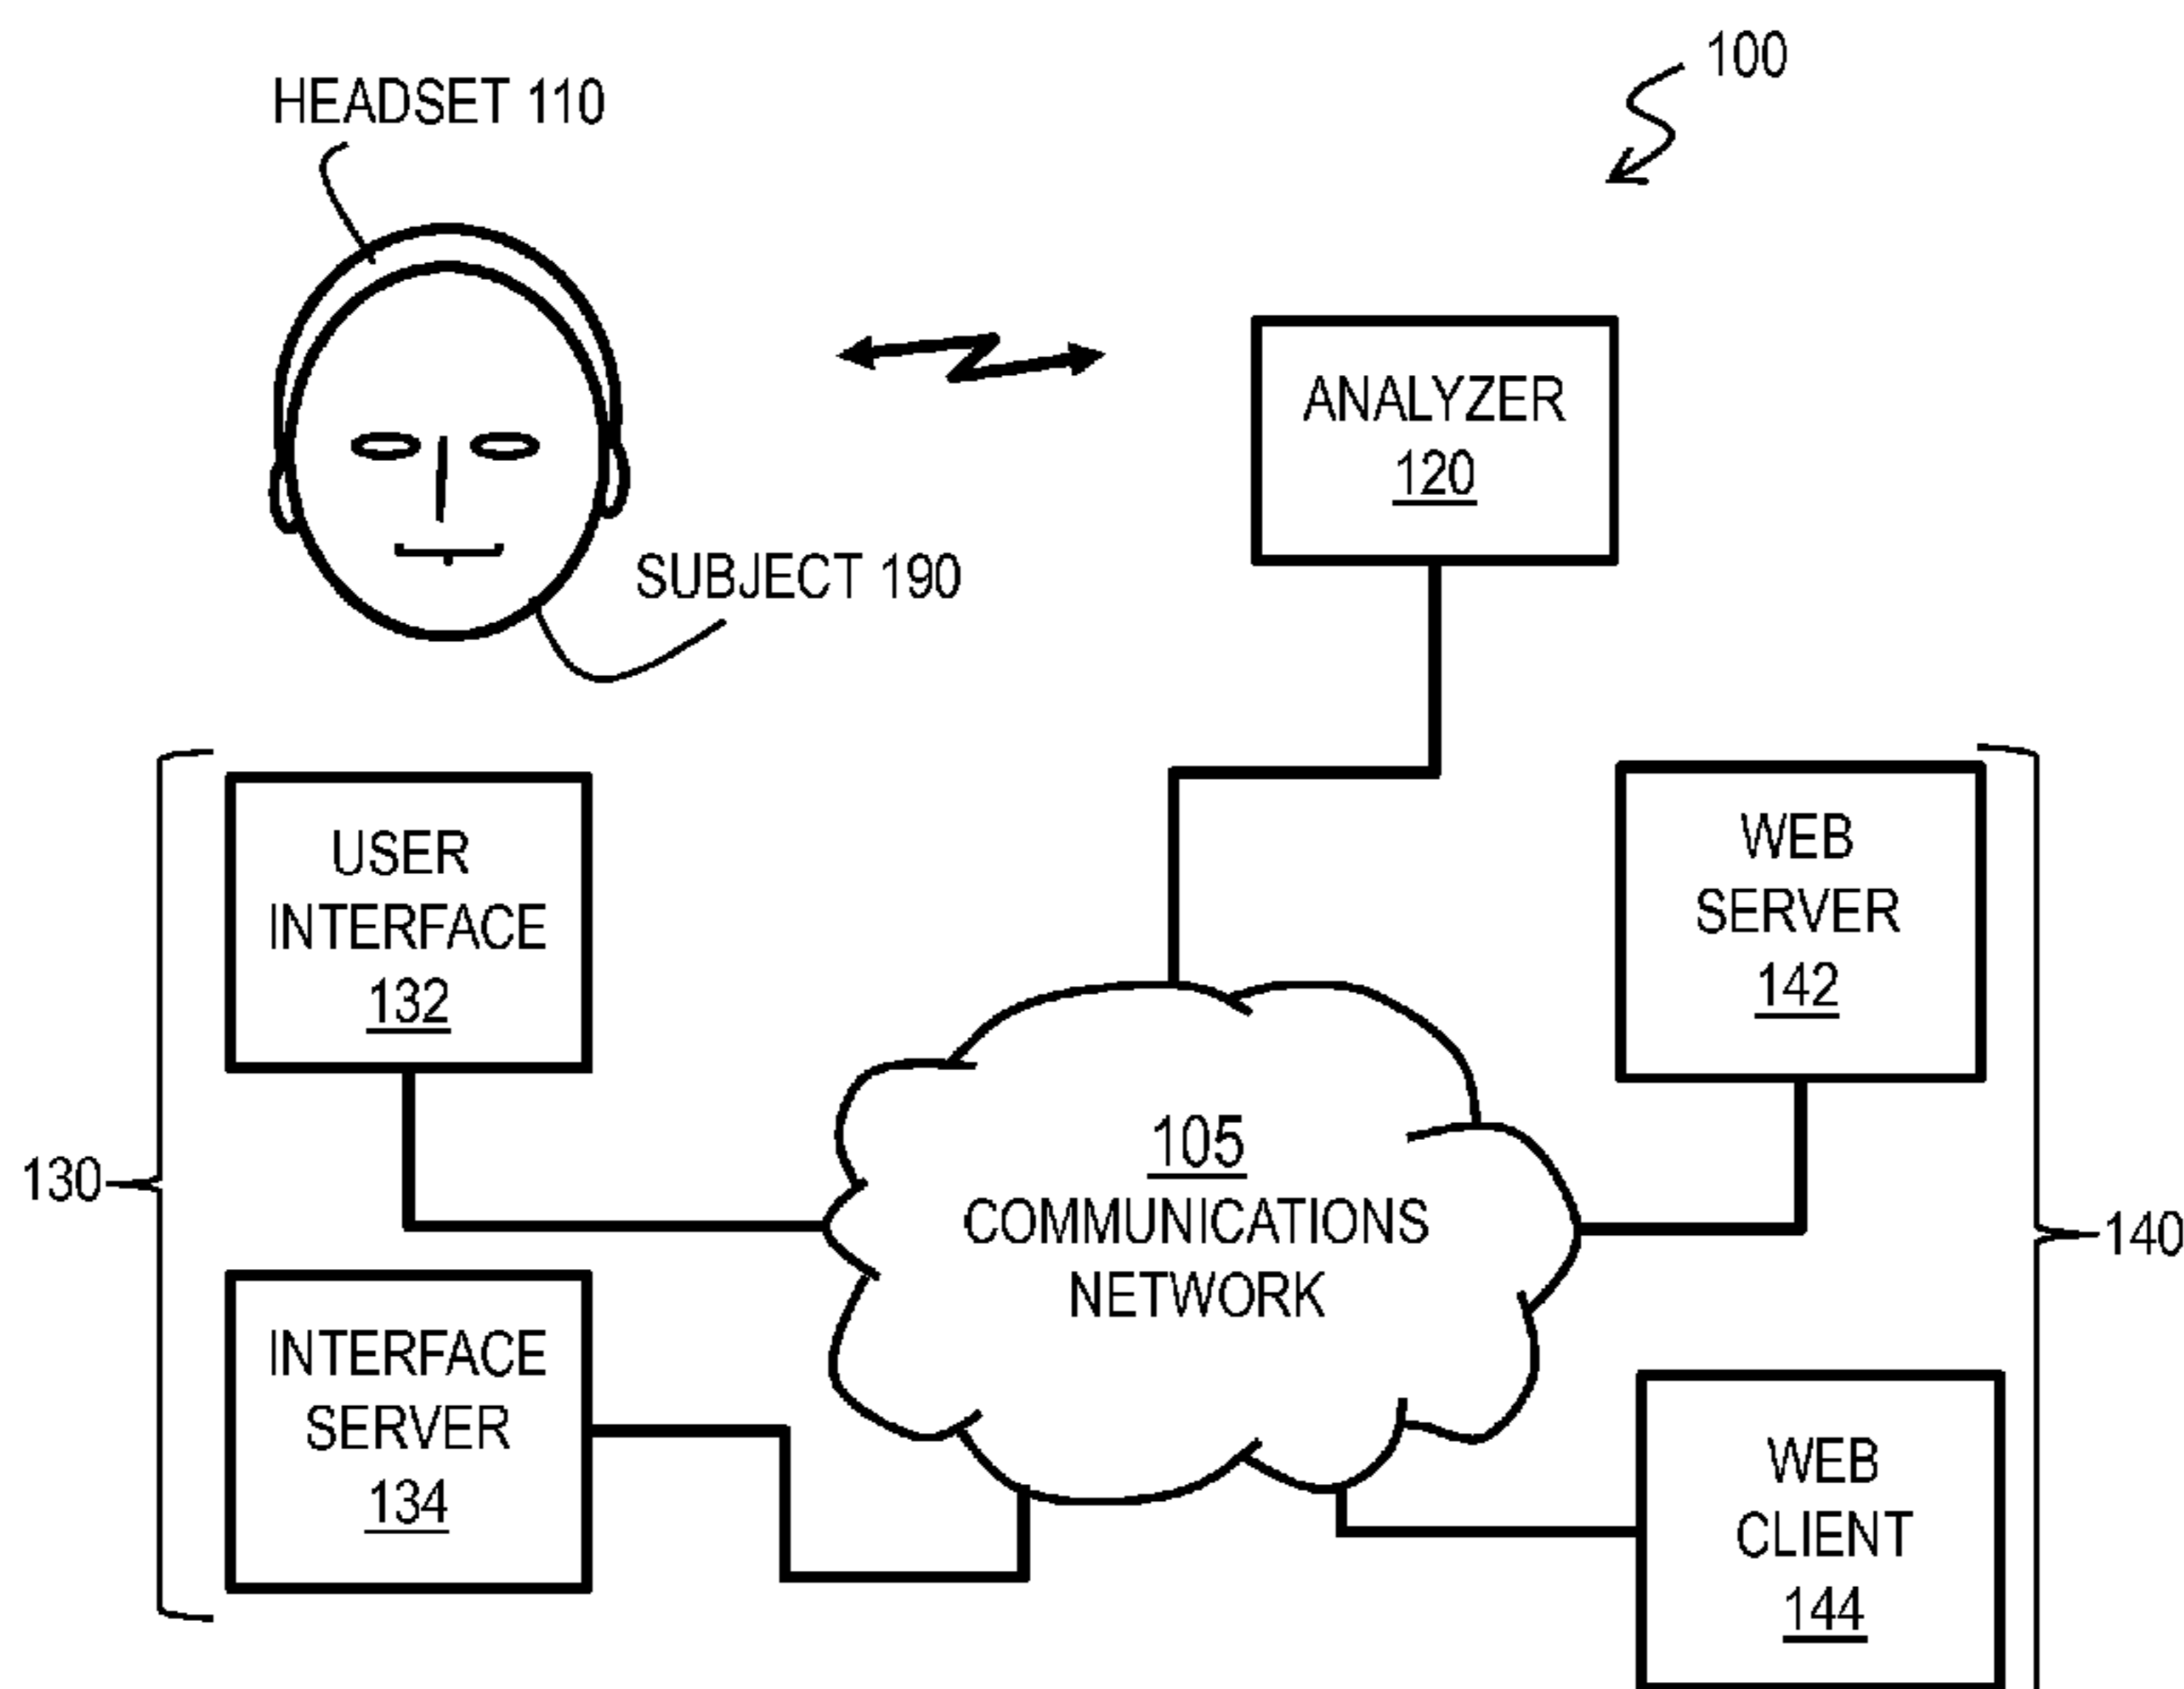 100
HEADSET 110
ANALYZER
120
SUBJECT 190
USER
INTERFACE
132
WEB
SERVER
142
130
105
COMMUNICATIONS
NETWORK
140
INTERFACE
SERVER
134
WEB
CLIENT
144